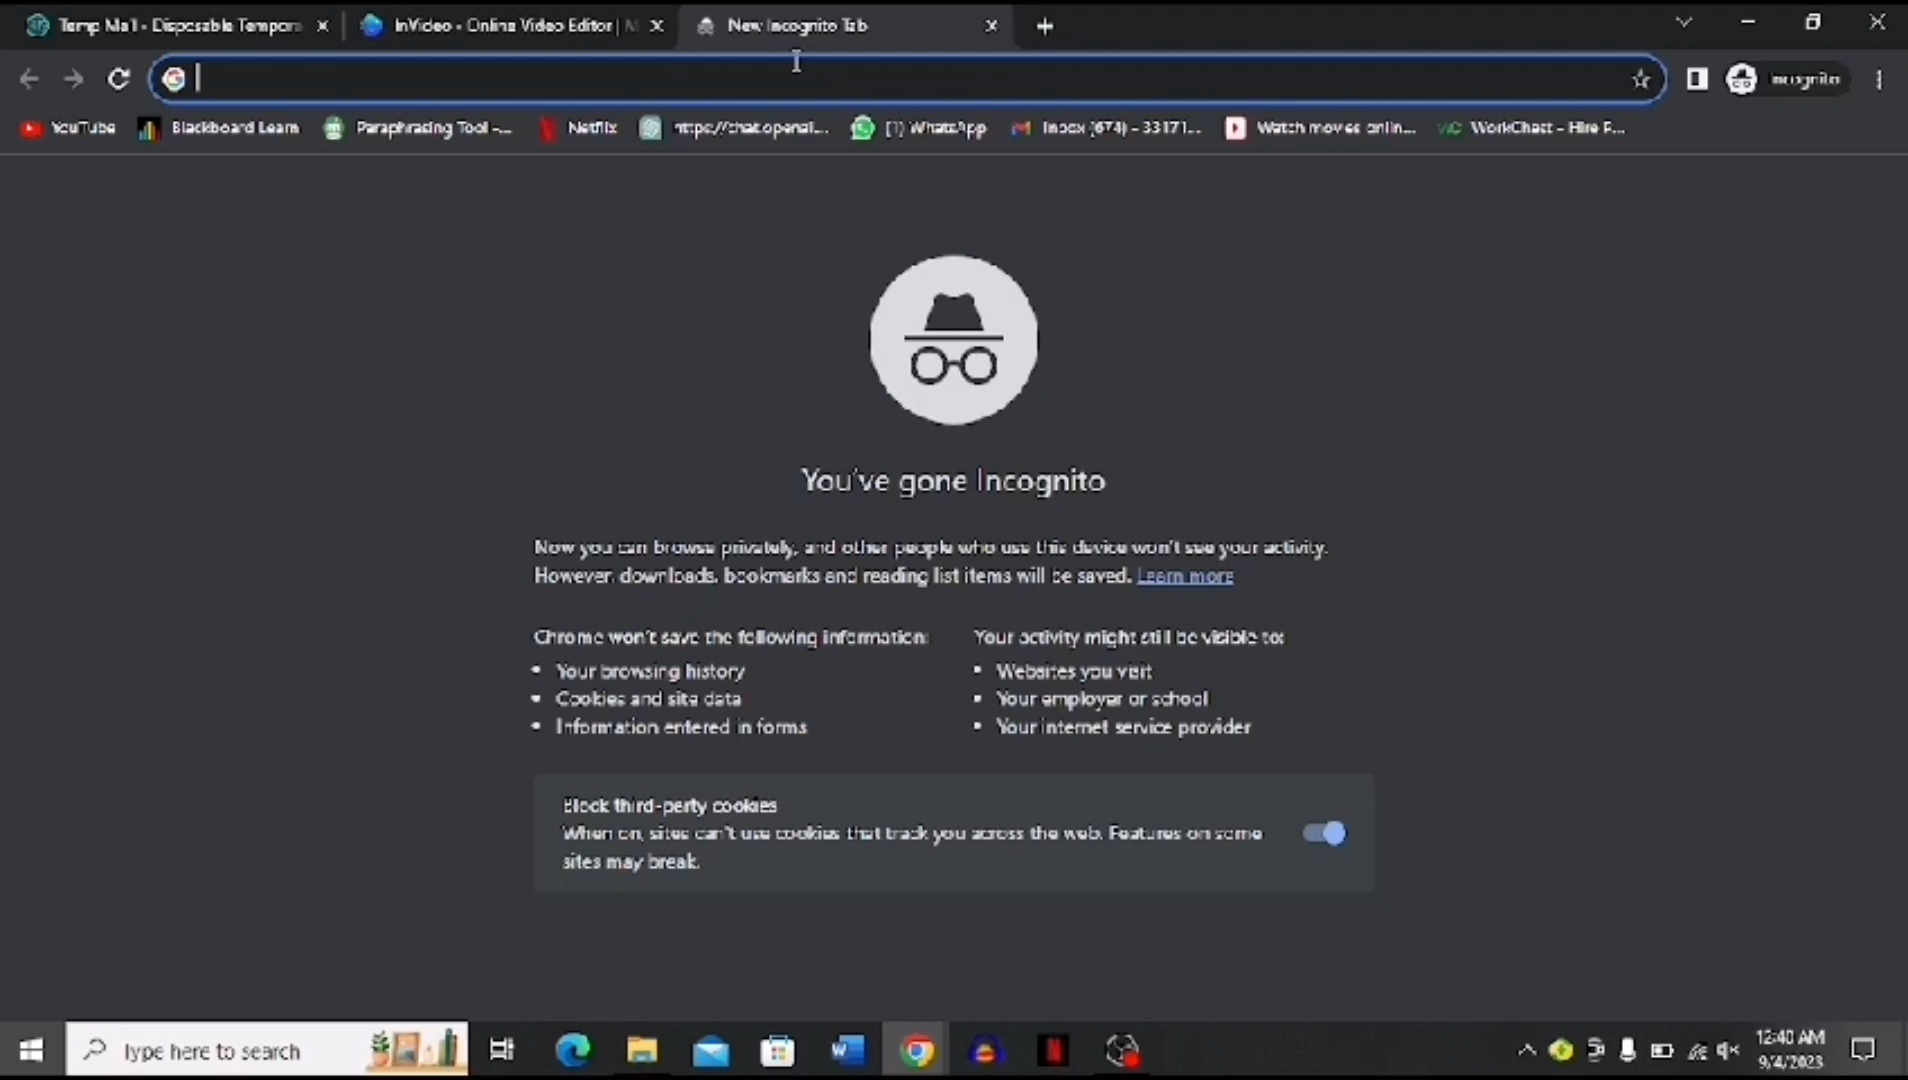 Temp Mail - Disposable Tempora
InVideo - Online Video Editor | M
New Incognito Tab
Incognito
YouTube
Blackboard Learn
Paraphrasing Tool -...
Netflix
https://chat.openai...
(1) WhatsApp
Inbox (674) - 33171...
Watch movies onlin...
WorkChest - Hire F...
You've gone Incognito
Now you can browse privately, and other people who use this device won't see your activity.
However, downloads, bookmarks and reading list items will be saved. Learn more
Chrome won't save the following information:
Your activity might still be visible to:
• Your browsing history
• Websites you visit
• Cookies and site data
• Your employer or school
• Information entered in forms
• Your internet service provider
Block third-party cookies
When on, sites can't use cookies that track you across the web. Features on some
sites may break.
Type here to search
12:40 AM
9/4/2023